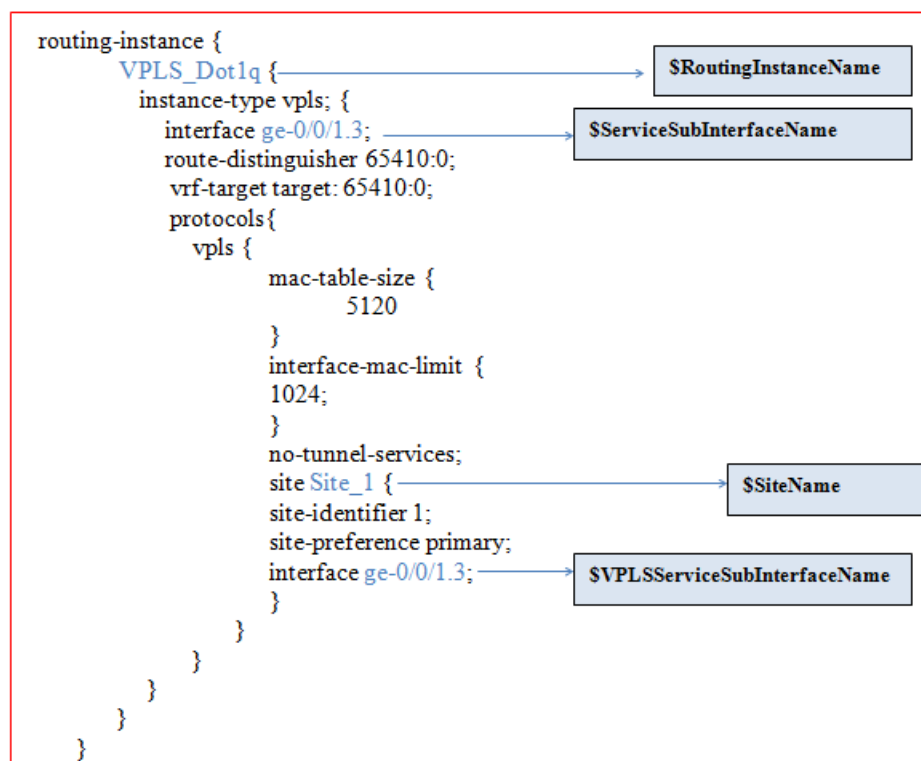 routing-instance {
VPLS_Dot1q {
$RoutingInstanceName
instance-type vpls; {
interface ge-0/0/1.3;
$ServiceSubInterfaceName
route-distinguisher 65410:0;
vrf-target target: 65410:0;
protocols{
vpls {
mac-table-size {
5120
}
interface-mac-limit {
1024;
}
no-tunnel-services;
site Site_1 {
$SiteName
site-identifier 1;
site-preference primary;
interface ge-0/0/1.3;
$VPLSServiceSubInterfaceName
}
}
}
}
}
}